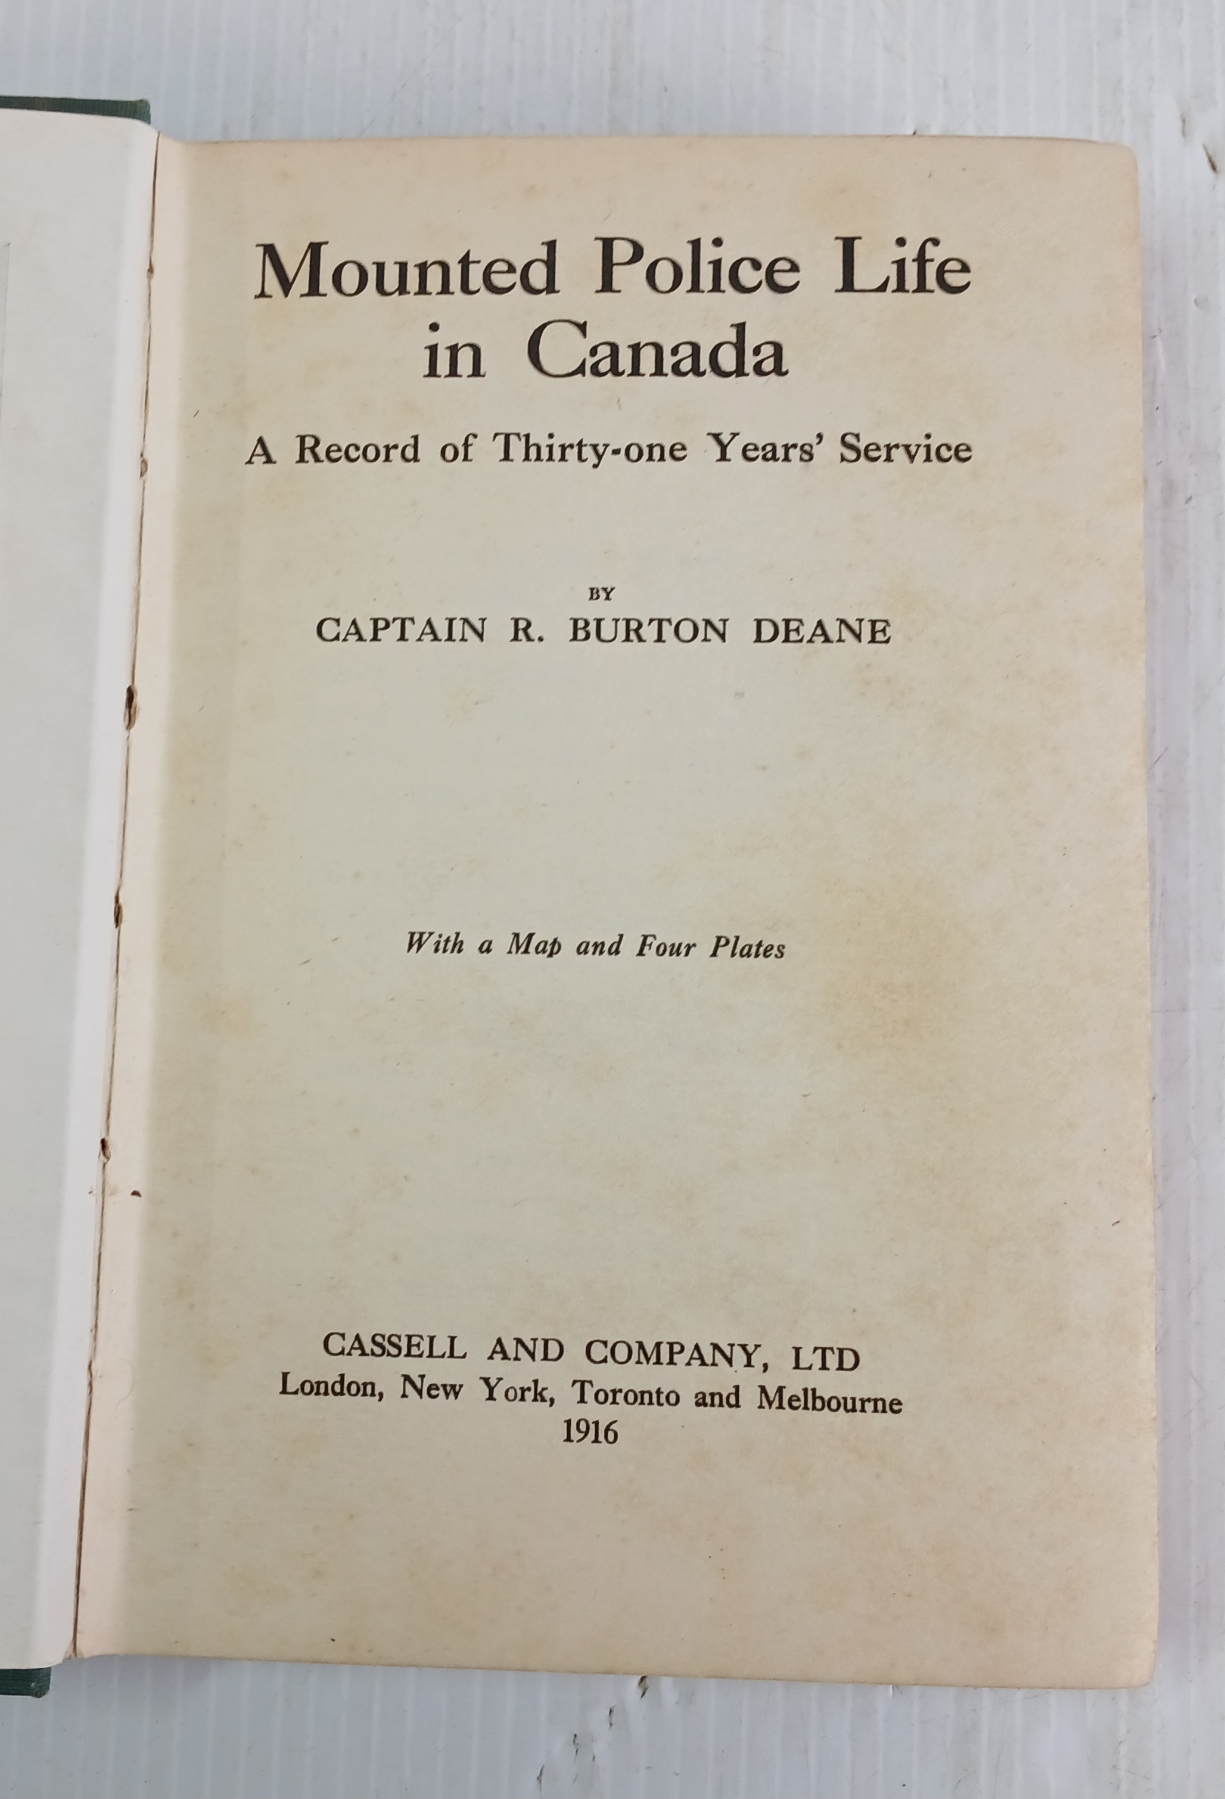 Mounted Police Life
in Canada
A Record of Thirty-one Years' Service
BY
CAPTAIN R. BURTON DEANE
With a Map and Four Plates
CASSELL AND COMPANY, LTD
London, New York, Toronto and Melbourne
1916